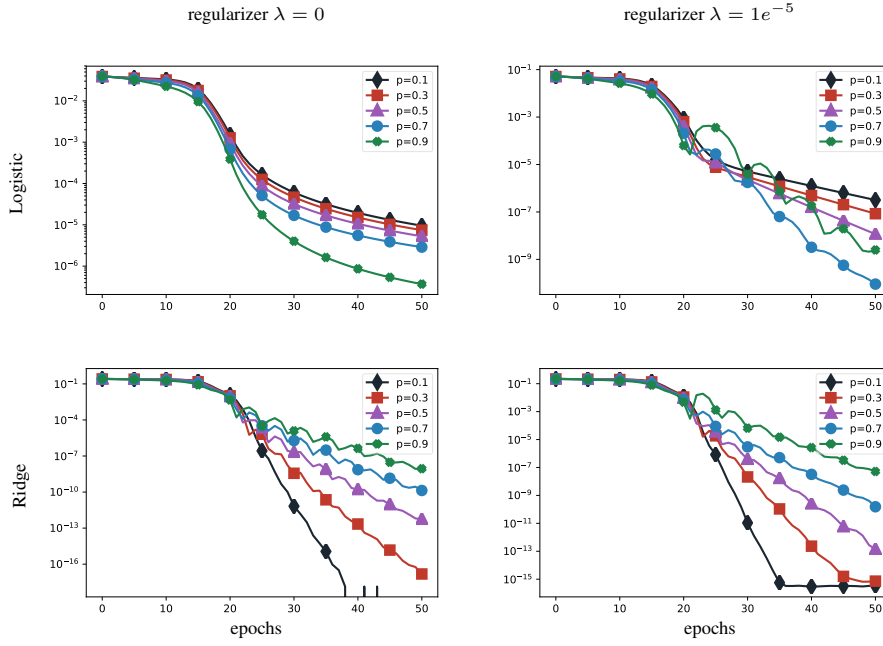 regularizer λ = 0
regularizer λ = 1e⁻⁵
Logistic
10⁻²
10⁻³
10⁻⁴
10⁻⁵
10⁻⁶
0 10 20 30 40 50
p=0.1
p=0.3
p=0.5
p=0.7
p=0.9
10⁻¹
10⁻³
10⁻⁵
10⁻⁷
10⁻⁹
0 10 20 30 40 50
p=0.1
p=0.3
p=0.5
p=0.7
p=0.9
Ridge
10⁻¹
10⁻⁴
10⁻⁷
10⁻¹⁰
10⁻¹³
10⁻¹⁶
0 10 20 30 40 50
epochs
p=0.1
p=0.3
p=0.5
p=0.7
p=0.9
10⁻¹
10⁻³
10⁻⁵
10⁻⁷
10⁻⁹
10⁻¹¹
10⁻¹³
10⁻¹⁵
0 10 20 30 40 50
epochs
p=0.1
p=0.3
p=0.5
p=0.7
p=0.9